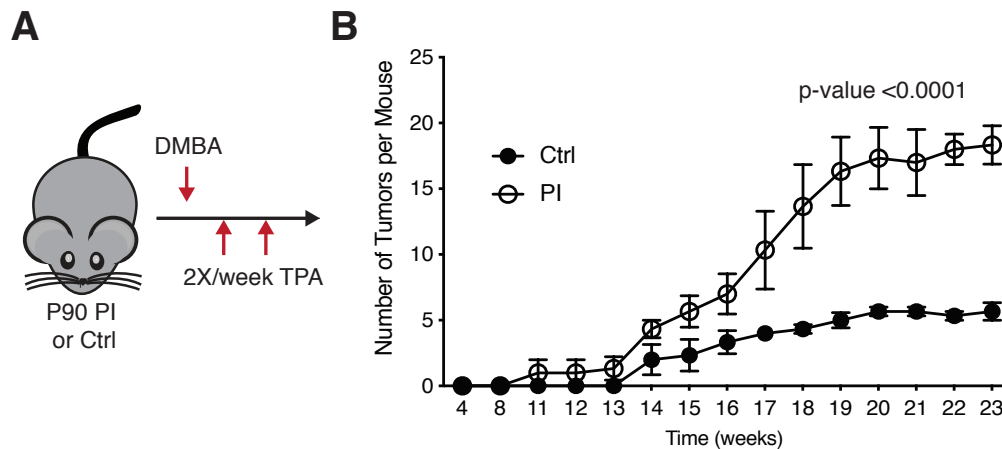 A
DMBA
2X/week TPA
P90 PI
or Ctrl
B
Number of Tumors per Mouse
25
20
15
10
5
0
p-value <0.0001
Ctrl
PI
4 8 11 12 13 14 15 16 17 18 19 20 21 22 23
Time (weeks)